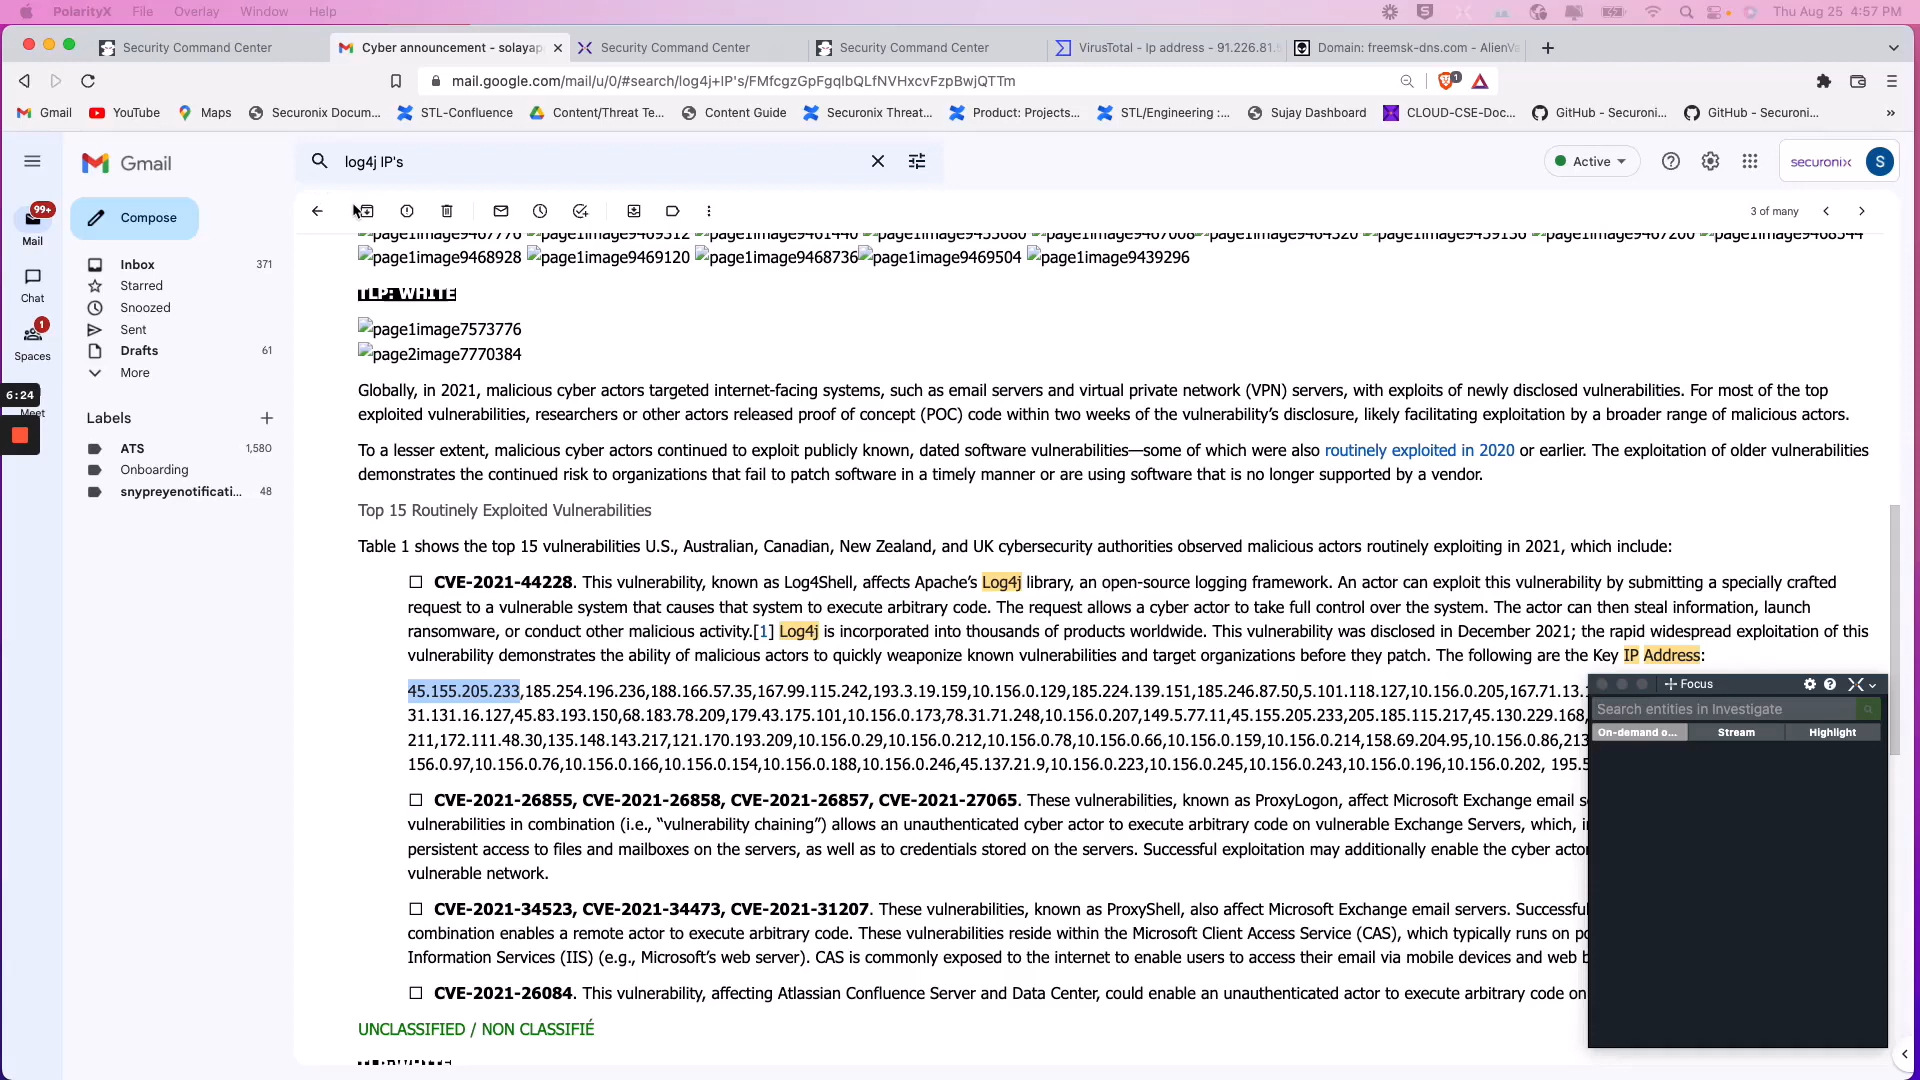 PolarityX File Overlay Window Help Thu Aug 25 4:57 PM
Security Command Center
Cyber announcement - solayap
Security Command Center
Security Command Center
VirusTotal - Ip address - 91.226.81.5
Domain: freemsk-dns.com - AlienVa
mail.google.com/mail/u/0/#search/log4j+IP's/FMfcgzGpFgqlbQLfNVHxcvFzpBwjQTTm
1
Gmail YouTube Maps Securonix Docum... STL-Confluence Content/Threat Te... Content Guide Securonix Threat... Product: Projects... STL/Engineering :... Sujay Dashboard CLOUD-CSE-Doc... GitHub - Securoni... GitHub - Securoni... »
Gmail
log4j IP's
Active
securonix S
99+
Mail
Chat
1
Spaces
6:24
Meet
Compose
Inbox 371
Starred
Snoozed
Sent
Drafts 61
More
Labels
ATS 1,580
Onboarding
snypreyenotificati... 48
3 of many
page1image9467776 page1image9469312 page1image9461440 page1image9455680 page1image9467008 page1image9464320 page1image9459136 page1image9467200 page1image9468544
page1image9468928 page1image9469120 page1image9468736 page1image9469504 page1image9439296
TLP: WHITE
page1image7573776
page2image7770384
Globally, in 2021, malicious cyber actors targeted internet-facing systems, such as email servers and virtual private network (VPN) servers, with exploits of newly disclosed vulnerabilities. For most of the top
exploited vulnerabilities, researchers or other actors released proof of concept (POC) code within two weeks of the vulnerability’s disclosure, likely facilitating exploitation by a broader range of malicious actors.
To a lesser extent, malicious cyber actors continued to exploit publicly known, dated software vulnerabilities—some of which were also routinely exploited in 2020 or earlier. The exploitation of older vulnerabilities
demonstrates the continued risk to organizations that fail to patch software in a timely manner or are using software that is no longer supported by a vendor.
Top 15 Routinely Exploited Vulnerabilities
Table 1 shows the top 15 vulnerabilities U.S., Australian, Canadian, New Zealand, and UK cybersecurity authorities observed malicious actors routinely exploiting in 2021, which include:
☐ CVE-2021-44228. This vulnerability, known as Log4Shell, affects Apache’s Log4j library, an open-source logging framework. An actor can exploit this vulnerability by submitting a specially crafted
request to a vulnerable system that causes that system to execute arbitrary code. The request allows a cyber actor to take full control over the system. The actor can then steal information, launch
ransomware, or conduct other malicious activity.[1] Log4j is incorporated into thousands of products worldwide. This vulnerability was disclosed in December 2021; the rapid widespread exploitation of this
vulnerability demonstrates the ability of malicious actors to quickly weaponize known vulnerabilities and target organizations before they patch. The following are the Key IP Address:
45.155.205.233,185.254.196.236,188.166.57.35,167.99.115.242,193.3.19.159,10.156.0.129,185.224.139.151,185.246.87.50,5.101.118.127,10.156.0.205,167.71.13.1
31.131.16.127,45.83.193.150,68.183.78.209,179.43.175.101,10.156.0.173,78.31.71.248,10.156.0.207,149.5.77.11,45.155.205.233,205.185.115.217,45.130.229.168,
211,172.111.48.30,135.148.143.217,121.170.193.209,10.156.0.29,10.156.0.212,10.156.0.78,10.156.0.66,10.156.0.159,10.156.0.214,158.69.204.95,10.156.0.86,213
156.0.97,10.156.0.76,10.156.0.166,10.156.0.154,10.156.0.188,10.156.0.246,45.137.21.9,10.156.0.223,10.156.0.245,10.156.0.243,10.156.0.196,10.156.0.202, 195.5
☐ CVE-2021-26855, CVE-2021-26858, CVE-2021-26857, CVE-2021-27065. These vulnerabilities, known as ProxyLogon, affect Microsoft Exchange email se
vulnerabilities in combination (i.e., “vulnerability chaining”) allows an unauthenticated cyber actor to execute arbitrary code on vulnerable Exchange Servers, which, in
persistent access to files and mailboxes on the servers, as well as to credentials stored on the servers. Successful exploitation may additionally enable the cyber actor
vulnerable network.
☐ CVE-2021-34523, CVE-2021-34473, CVE-2021-31207. These vulnerabilities, known as ProxyShell, also affect Microsoft Exchange email servers. Successful
combination enables a remote actor to execute arbitrary code. These vulnerabilities reside within the Microsoft Client Access Service (CAS), which typically runs on po
Information Services (IIS) (e.g., Microsoft’s web server). CAS is commonly exposed to the internet to enable users to access their email via mobile devices and web b
☐ CVE-2021-26084. This vulnerability, affecting Atlassian Confluence Server and Data Center, could enable an unauthenticated actor to execute arbitrary code on
UNCLASSIFIED / NON CLASSIFIÉ
TLP:WHITE
Focus
Search entities in Investigate
On-demand o... Stream Highlight